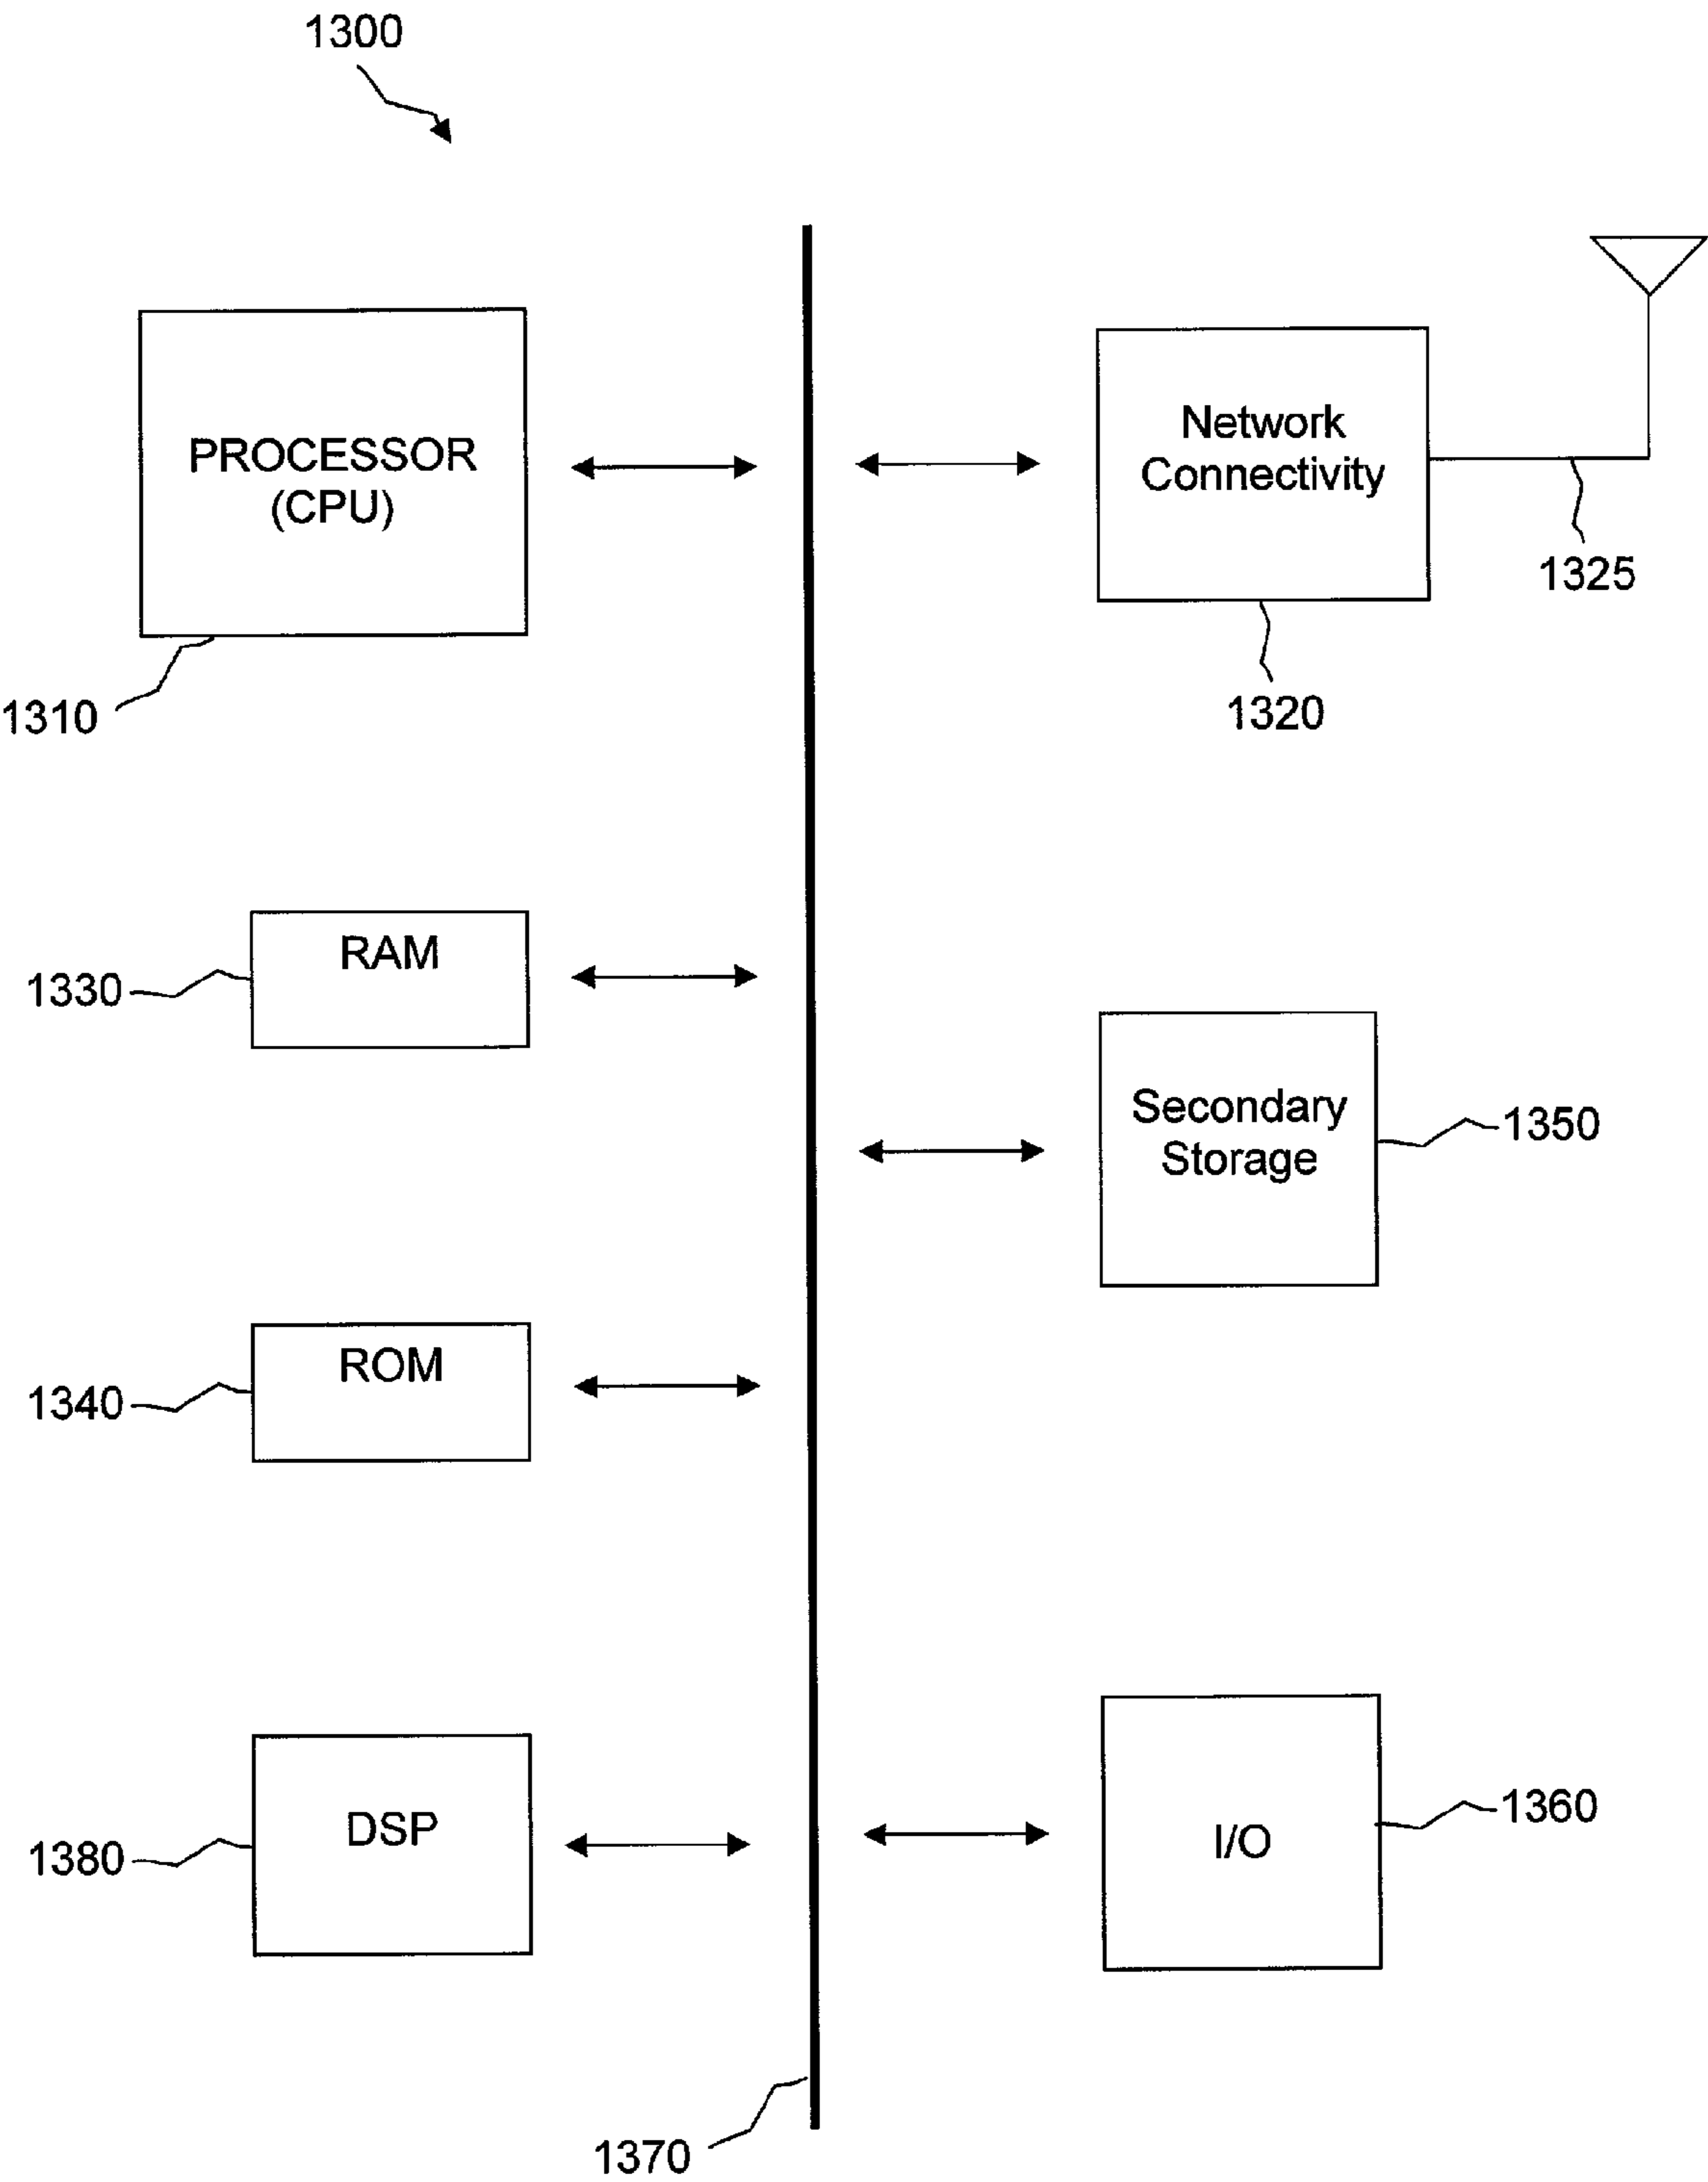 1300
PROCESSOR
(CPU)
1310
Network
Connectivity
1325
1320
RAM
1330
Secondary
Storage
1350
ROM
1340
DSP
1380
I/O
1360
1370